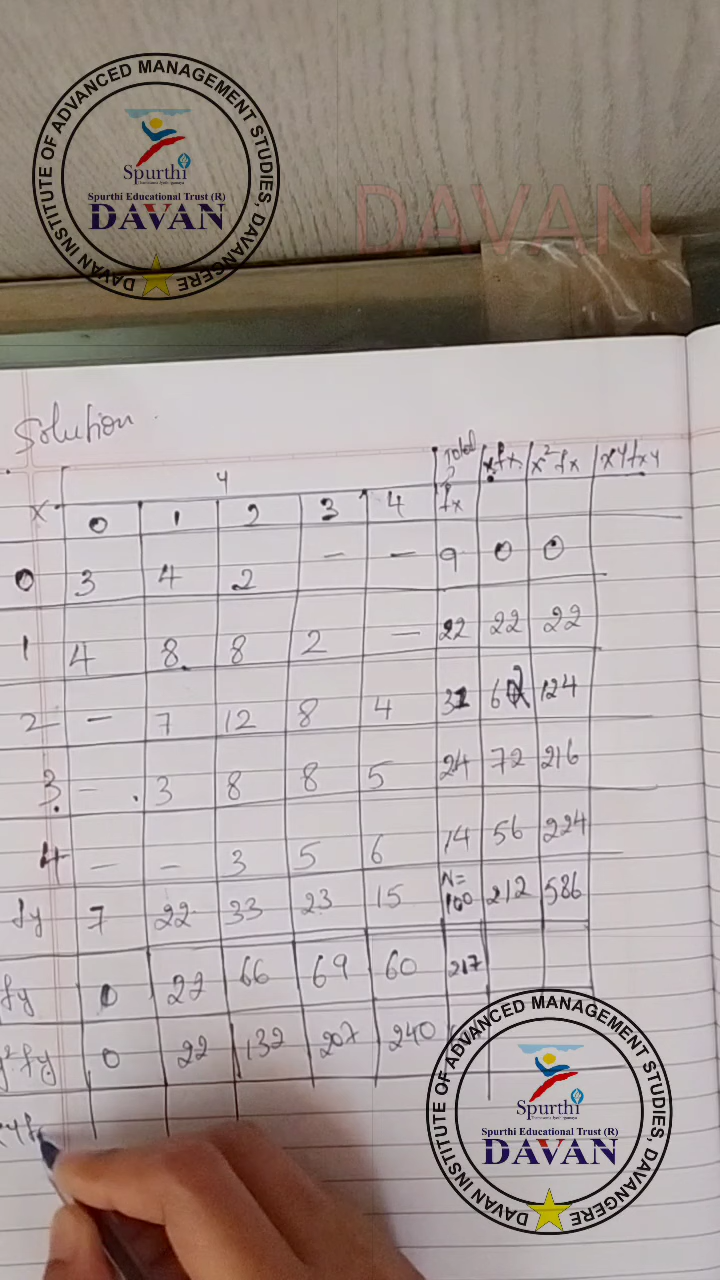 DAVAN INSTITUTE OF ADVANCED MANAGEMENT STUDIES, DAVANGERE
Spurthi
Spurthi Educational Trust (R)
DAVAN
DAVAN
Solution
y Total xfx x² fx xy fxy
x 0 1 2 3 4 fx
0 3 4 2 — — 9 0 0
1 4 8 8 2 — 22 22 22
2 — 7 12 8 4 31 62 124
3 - 3 8 8 5 24 72 216
4 — — 3 5 6 14 56 224
fy 7 22 33 23 15 N=100 212 586
fy 0 22 66 69 60 217
y² fy 0 22 132 207 240
DAVAN INSTITUTE OF ADVANCED MANAGEMENT STUDIES, DAVANGERE
Spurthi
Spurthi Educational Trust (R)
DAVAN